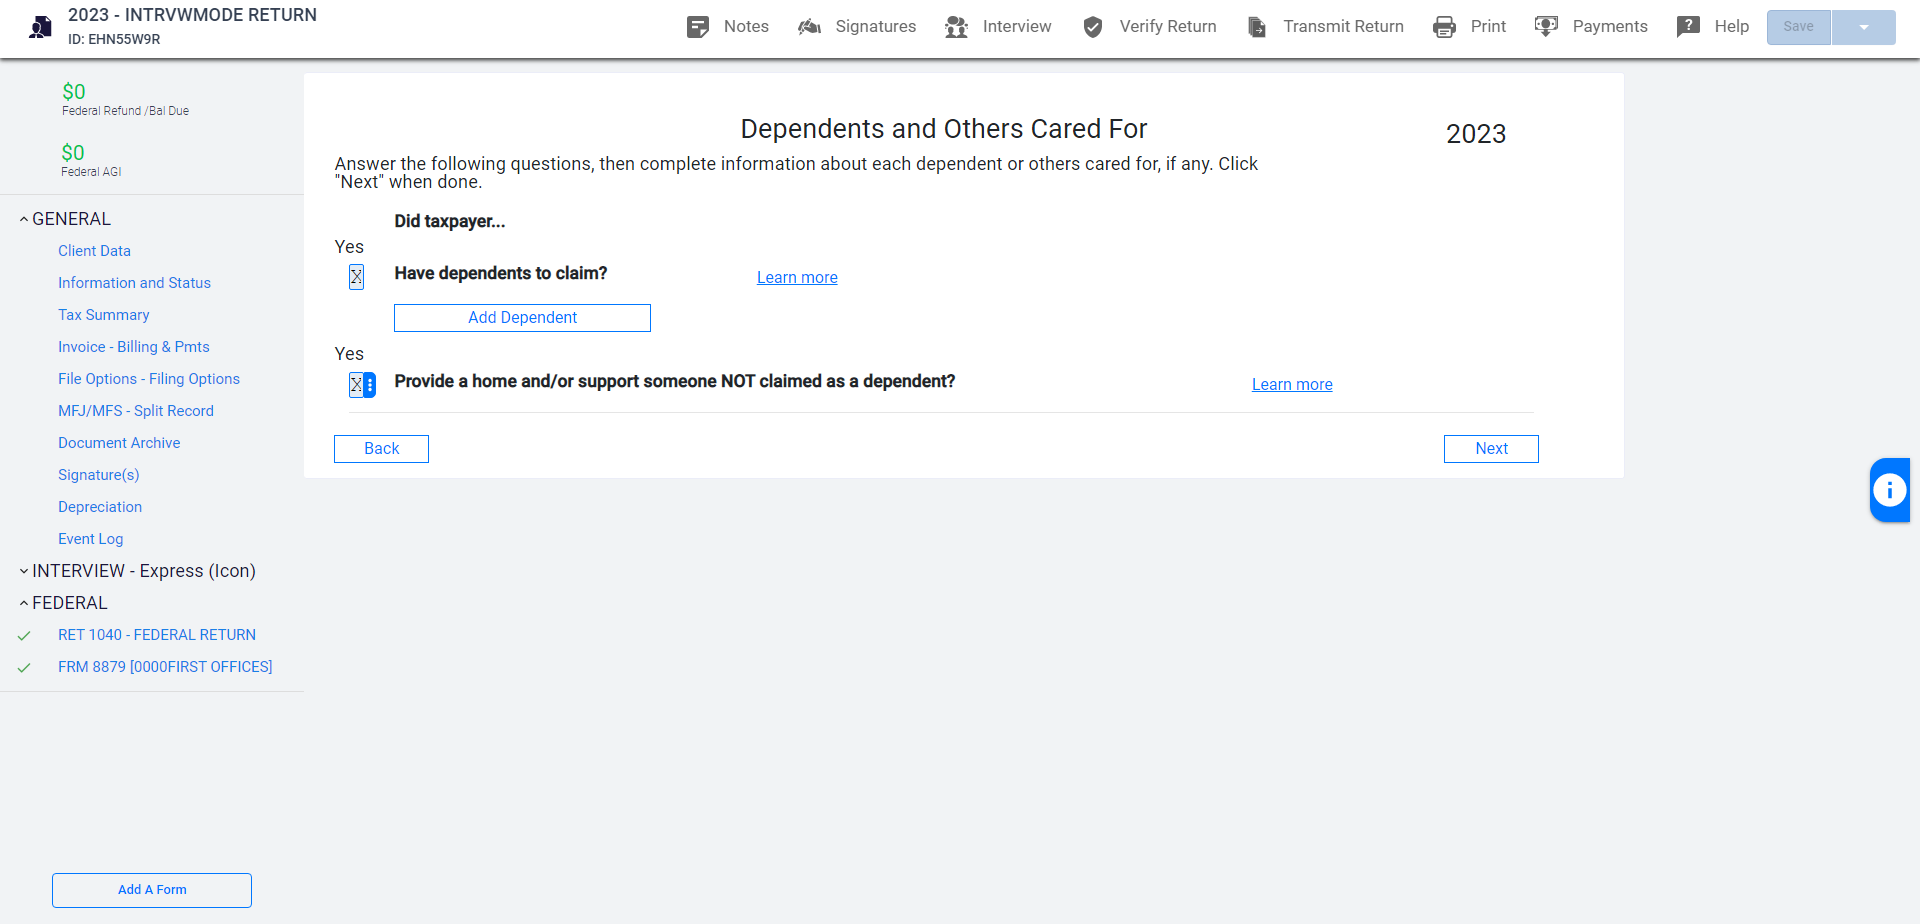 2023 - INTRVWMODE RETURN
ID: EHN55W9R
Notes
Signatures
Interview
Verify Return
Transmit Return
Print
Payments
Help
Save
$0
Federal Refund /Bal Due
$0
Federal AGI
GENERAL
Client Data
Information and Status
Tax Summary
Invoice - Billing & Pmts
File Options - Filing Options
MFJ/MFS - Split Record
Document Archive
Signature(s)
Depreciation
Event Log
INTERVIEW - Express (Icon)
FEDERAL
RET 1040 - FEDERAL RETURN
FRM 8879 [0000FIRST OFFICES]
Add A Form
Dependents and Others Cared For
2023
Answer the following questions, then complete information about each dependent or others cared for, if any. Click
"Next" when done.
Did taxpayer...
Yes
X Have dependents to claim? Learn more
Add Dependent
Yes
X Provide a home and/or support someone NOT claimed as a dependent? Learn more
Back
Next